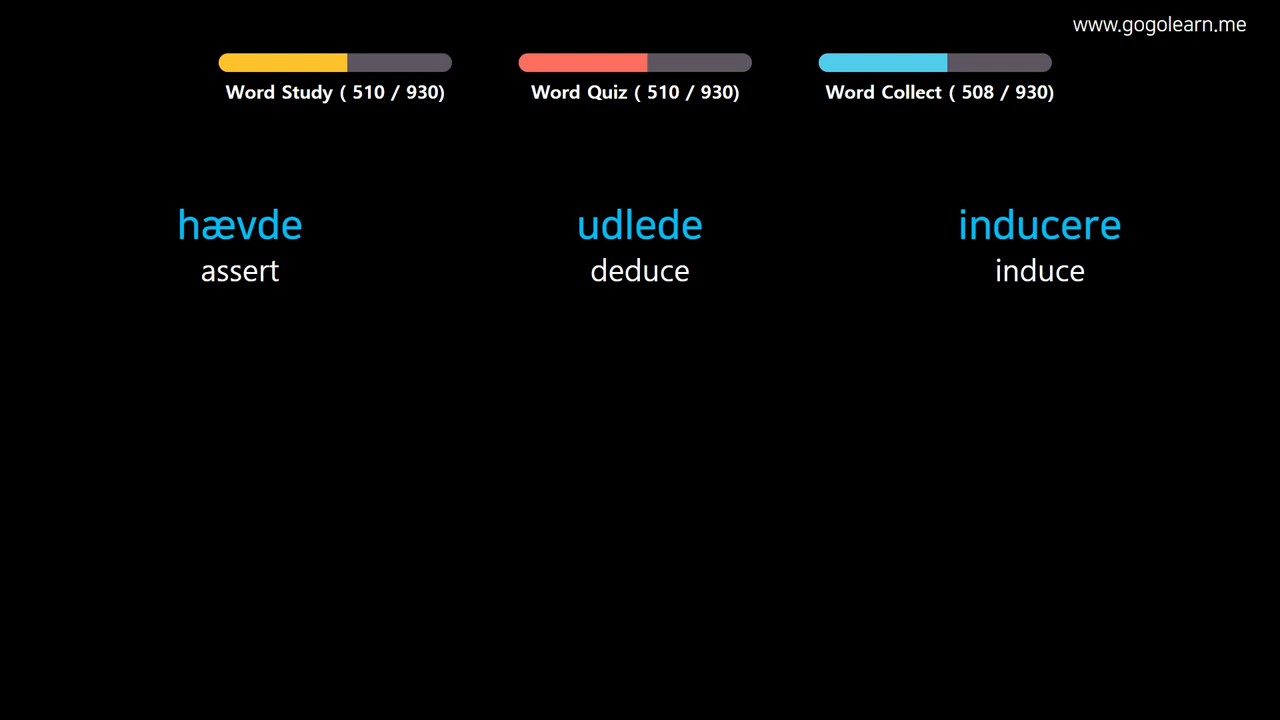 www.gogolearn.me
Word Study ( 510 / 930)
Word Quiz ( 510 / 930)
Word Collect ( 508 / 930)
hævde
assert
udlede
deduce
inducere
induce